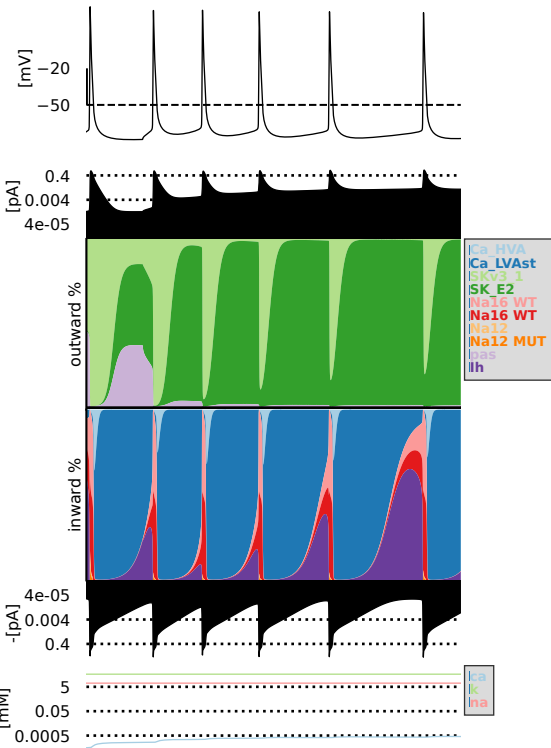 [mV]
−20
−50
[pA]
0.4
0.004
4e-05
outward %
Ca_HVA
Ca_LVAst
SKv3_1
SK_E2
Na16 WT
Na16 WT
Na12
Na12 MUT
pas
Ih
inward %
-[pA]
4e-05
0.004
0.4
[mM]
5
0.05
0.0005
ca
k
na